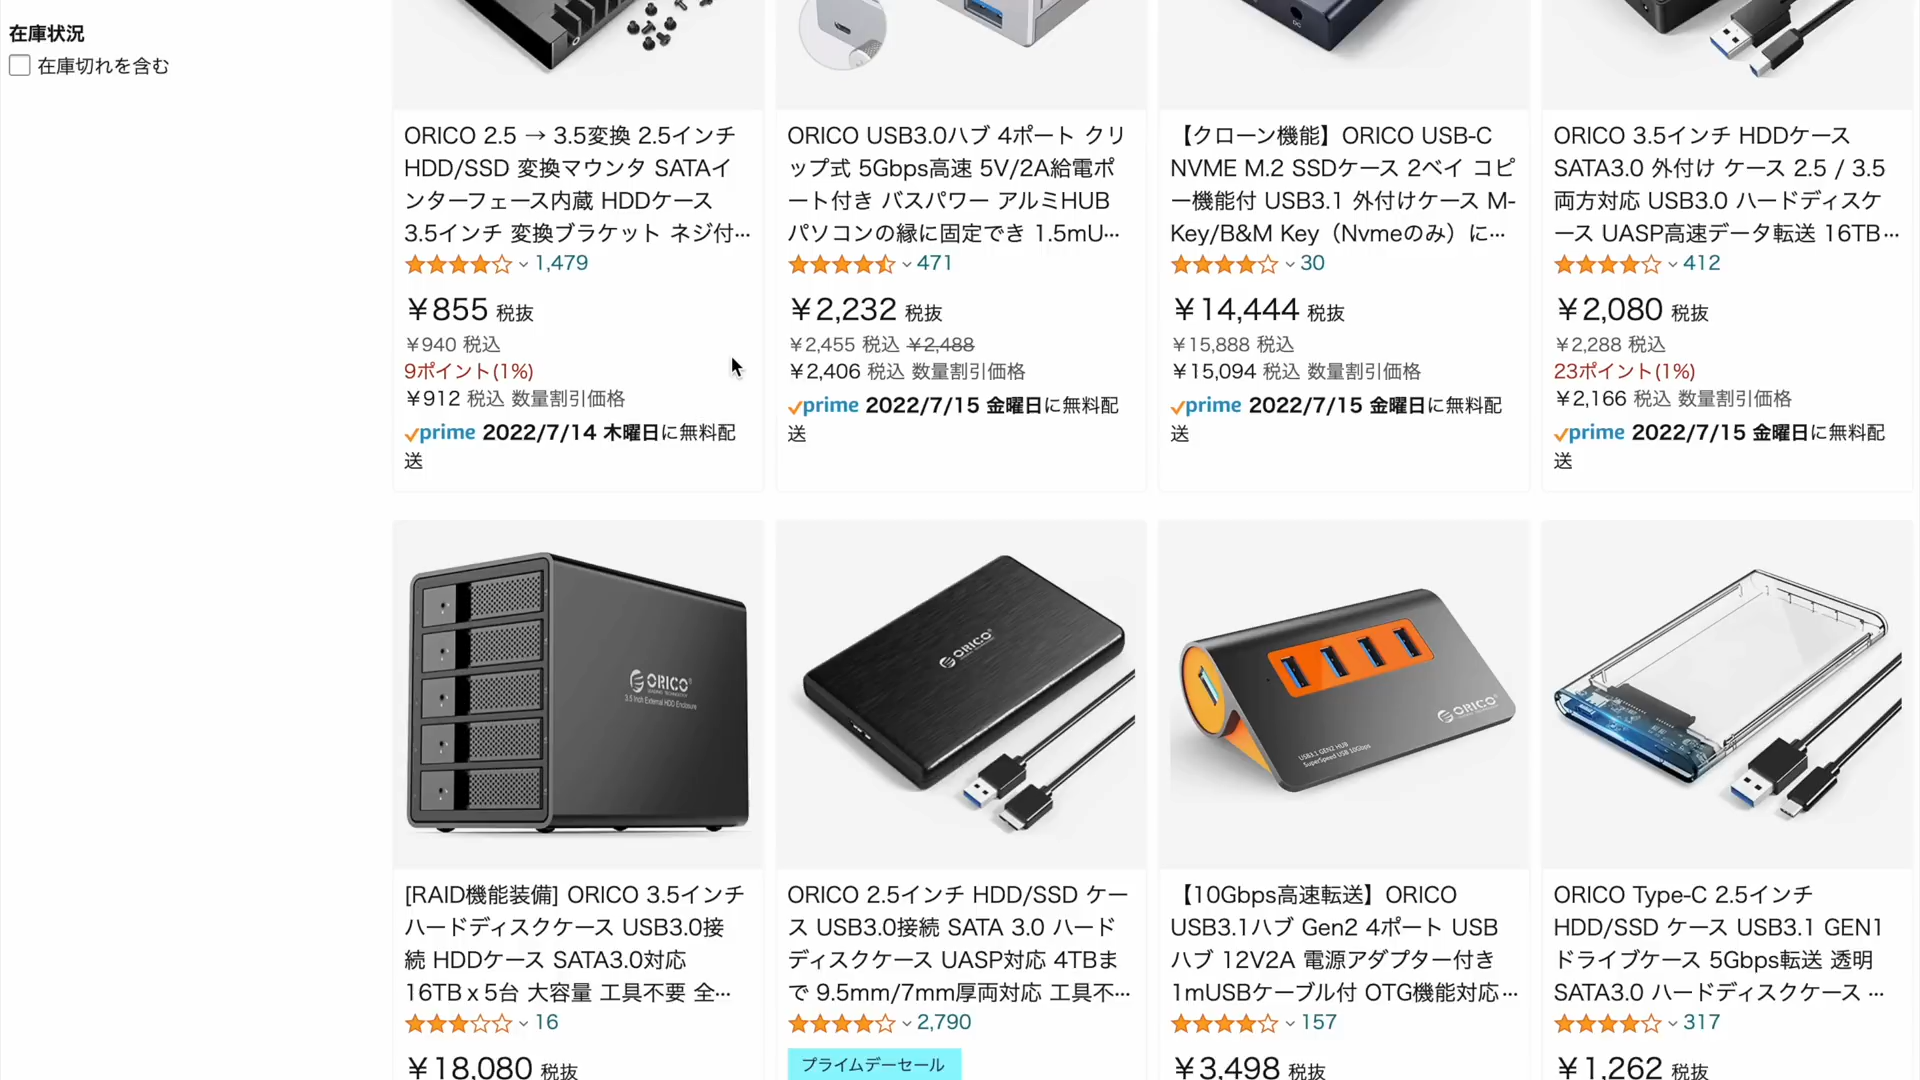 在庫状況
在庫切れを含む
ORICO 2.5 → 3.5変換 2.5インチ
HDD/SSD 変換マウンタ SATAイ
ンターフェース内蔵 HDDケース
3.5インチ 変換ブラケット ネジ付…
1,479
￥855 税抜
￥940 税込
9ポイント(1%)
￥912 税込 数量割引価格
prime 2022/7/14 木曜日に無料配
送
ORICO USB3.0ハブ 4ポート クリ
ップ式 5Gbps高速 5V/2A給電ポ
ート付き バスパワー アルミHUB
パソコンの縁に固定でき 1.5mU…
471
￥2,232 税抜
￥2,455 税込 ￥2,488
￥2,406 税込 数量割引価格
prime 2022/7/15 金曜日に無料配
送
【クローン機能】ORICO USB-C
NVME M.2 SSDケース 2ベイ コピ
ー機能付 USB3.1 外付けケース M-
Key/B&M Key（Nvmeのみ）に…
30
￥14,444 税抜
￥15,888 税込
￥15,094 税込 数量割引価格
prime 2022/7/15 金曜日に無料配
送
ORICO 3.5インチ HDDケース
SATA3.0 外付け ケース 2.5 / 3.5
両方対応 USB3.0 ハードディスクケ
ース UASP高速データ転送 16TB…
412
￥2,080 税抜
￥2,288 税込
23ポイント(1%)
￥2,166 税込 数量割引価格
prime 2022/7/15 金曜日に無料配
送
ORICO
3.5 Inch External HDD Enclosure
ORICO
USB3.1 GEN2 HUB
SuperSpeed USB 10Gbps
ORICO
[RAID機能装備] ORICO 3.5インチ
ハードディスクケース USB3.0接
続 HDDケース SATA3.0対応
16TB x 5台 大容量 工具不要 全…
16
￥18,080 税抜
ORICO 2.5インチ HDD/SSD ケー
ス USB3.0接続 SATA 3.0 ハード
ディスクケース UASP対応 4TBま
で 9.5mm/7mm厚両対応 工具不…
2,790
プライムデーセール
【10Gbps高速転送】ORICO
USB3.1ハブ Gen2 4ポート USB
ハブ 12V2A 電源アダプター付き
1mUSBケーブル付 OTG機能対応…
157
￥3,498 税抜
ORICO Type-C 2.5インチ
HDD/SSD ケース USB3.1 GEN1
ドライブケース 5Gbps転送 透明
SATA3.0 ハードディスクケース …
317
￥1,262 税抜